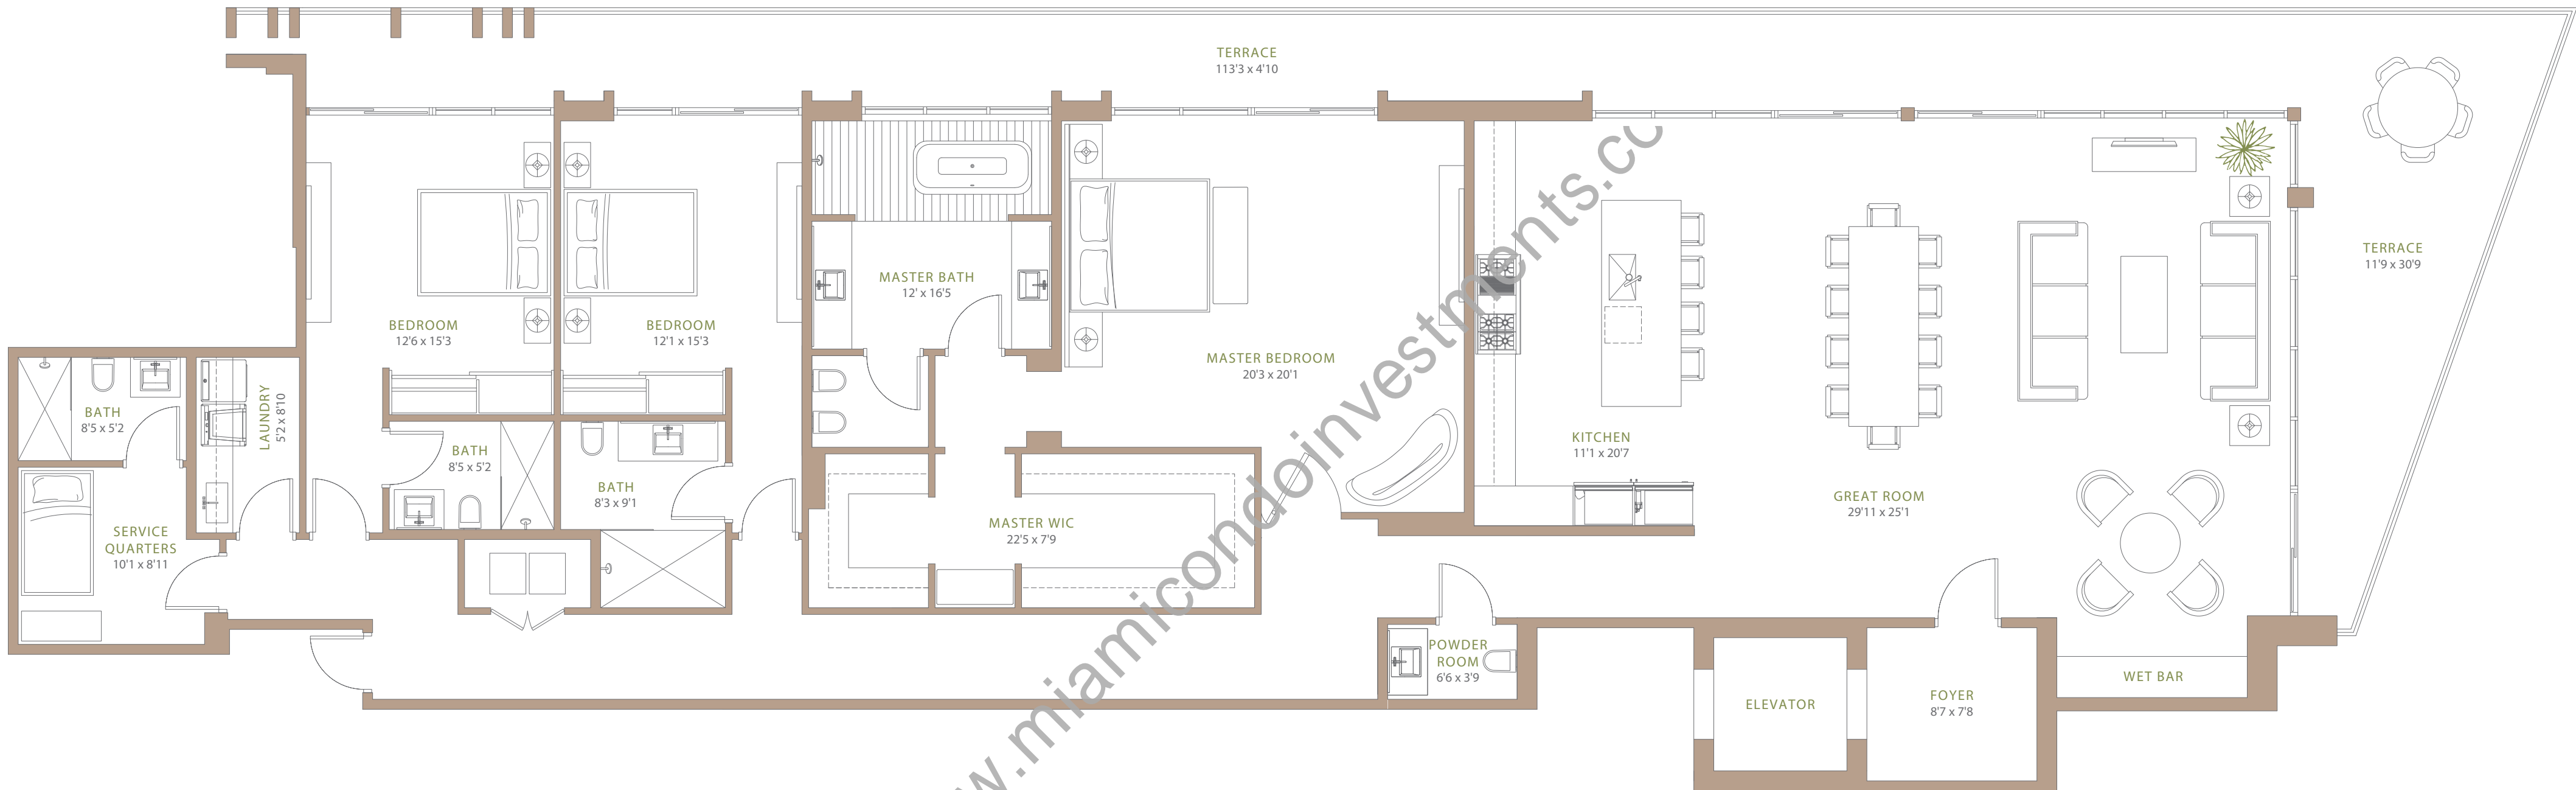 TERRACE
113'3 x 4'10
TERRACE
11'9 x 30'9
BEDROOM
12'6 x 15'3
BEDROOM
12'1 x 15'3
MASTER BATH
12' x 16'5
MASTER BEDROOM
20'3 x 20'1
BATH
8'5 x 5'2
LAUNDRY
5'2 x 8'10
BATH
8'5 x 5'2
BATH
8'3 x 9'1
KITCHEN
11'1 x 20'7
GREAT ROOM
29'11 x 25'1
SERVICE
QUARTERS
10'1 x 8'11
MASTER WIC
22'5 x 7'9
POWDER
ROOM
6'6 x 3'9
ELEVATOR
FOYER
8'7 x 7'8
WET BAR
w.miamicondoinvestments.co